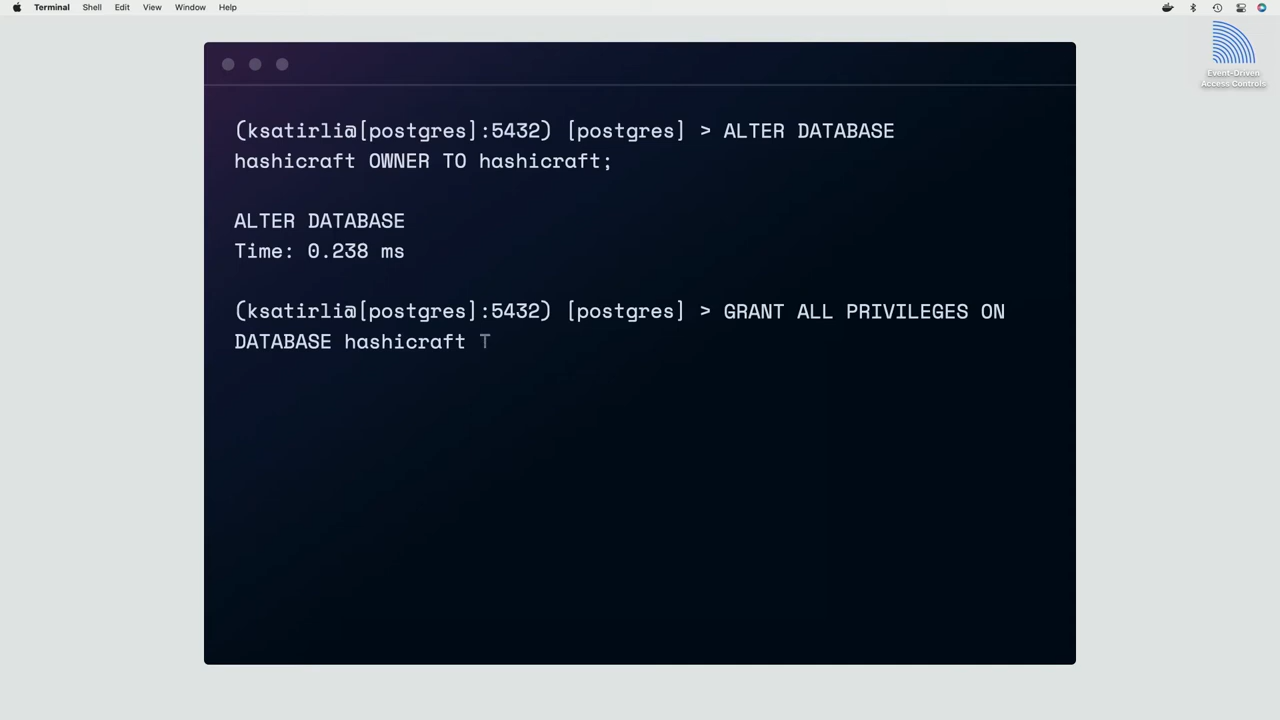 Terminal Shell Edit View Window Help
Event-Driven
Access Controls
(ksatirli@[postgres]:5432) [postgres] > ALTER DATABASE
hashicraft OWNER TO hashicraft;
ALTER DATABASE
Time: 0.238 ms
(ksatirli@[postgres]:5432) [postgres] > GRANT ALL PRIVILEGES ON
DATABASE hashicraft T